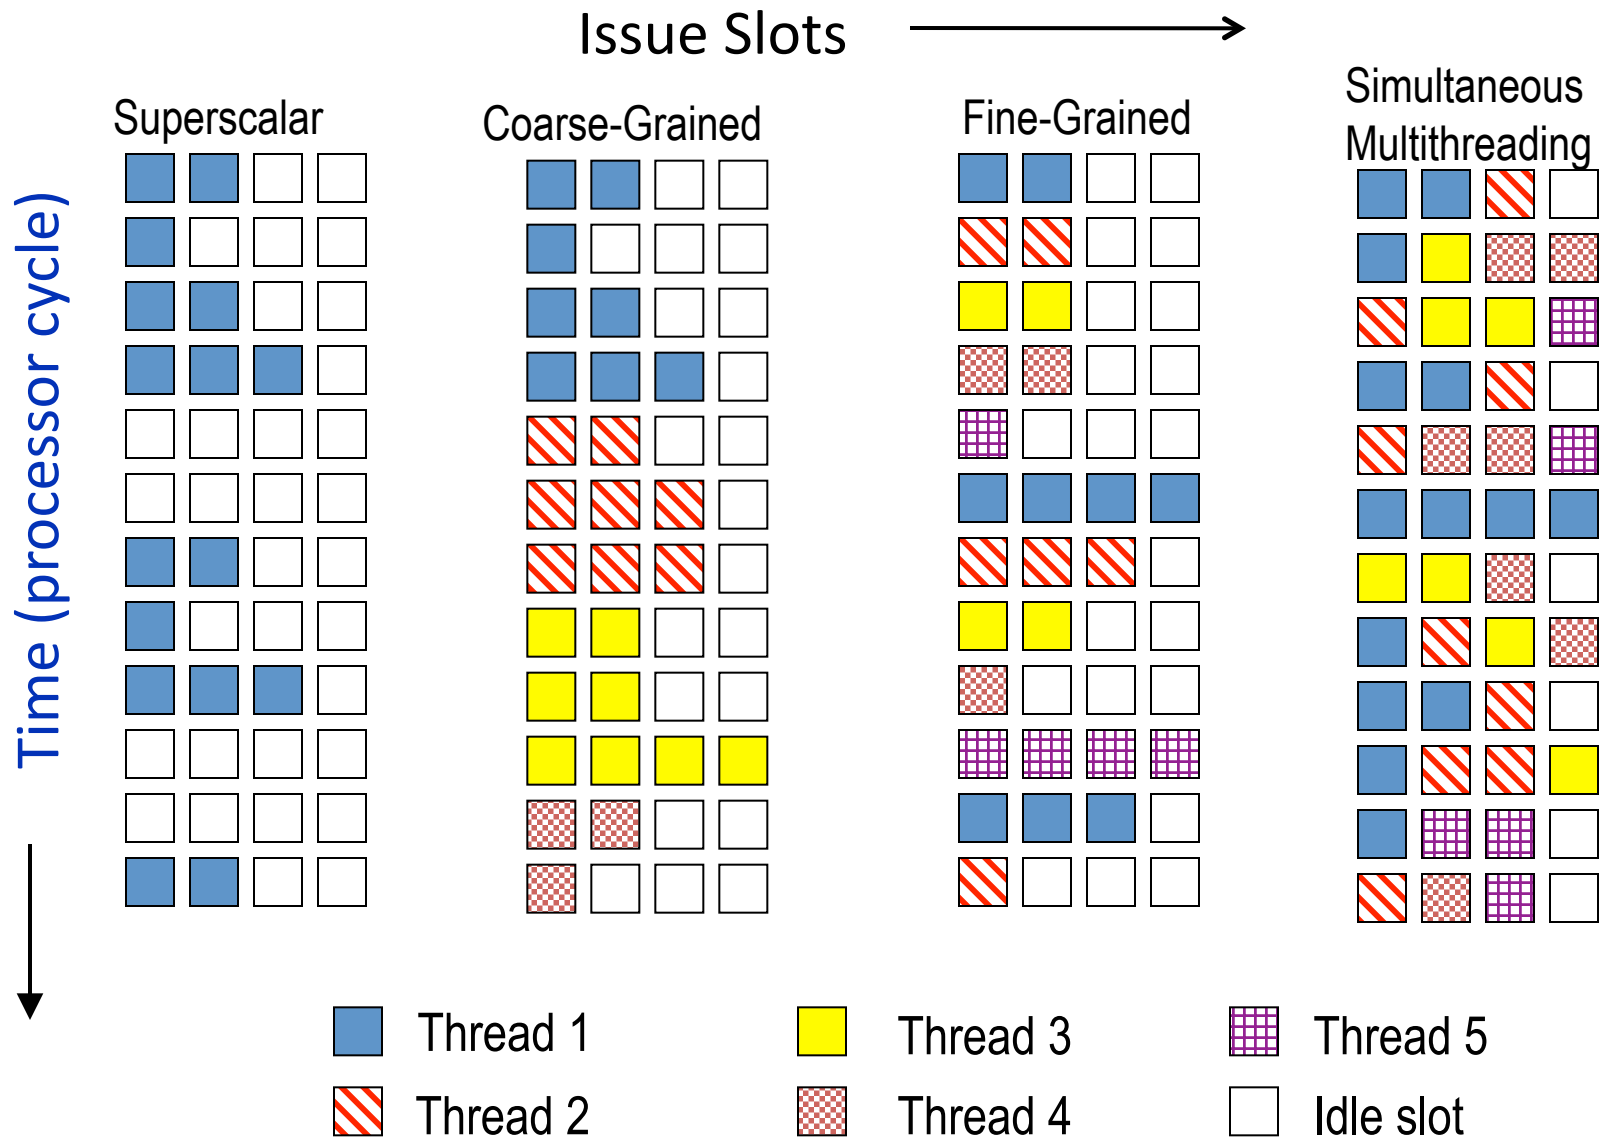 Issue Slots
Superscalar
Coarse-Grained
Fine-Grained
Simultaneous
Multithreading
Time (processor cycle)
Thread 1
Thread 3
Thread 5
Thread 2
Thread 4
Idle slot